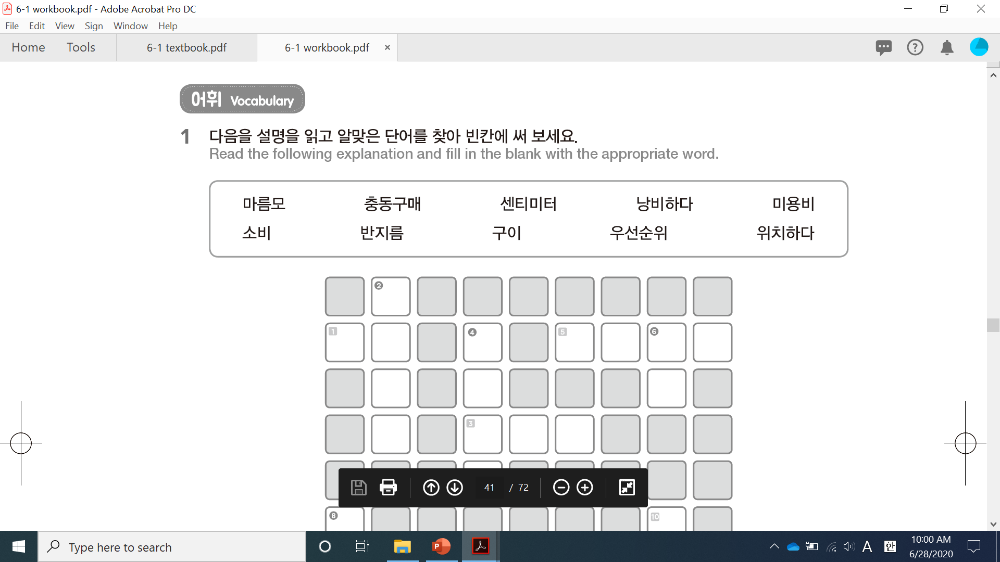 6-1 workbook.pdf - Adobe Acrobat Pro DC
File Edit View Sign Window Help
Home Tools 6-1 textbook.pdf 6-1 workbook.pdf ×
어휘 Vocabulary
1 다음을 설명을 읽고 알맞은 단어를 찾아 빈칸에 써 보세요.
Read the following explanation and fill in the blank with the appropriate word.
마름모 충동구매 센티미터 낭비하다 미용비
소비 반지름 구이 우선순위 위치하다
2
1 4 5 6
3
41 / 72
8 10
Type here to search
A 한
10:00 AM
6/28/2020